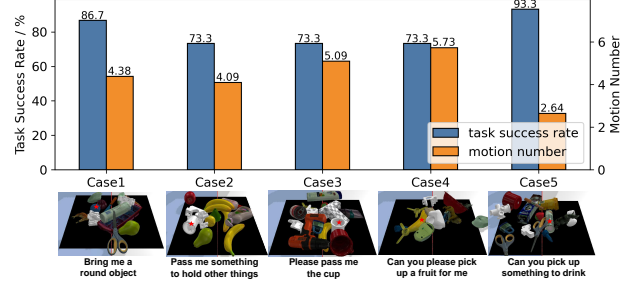 93.3
86.7
73.3
73.3
73.3
5.73
5.09
4.38
4.09
2.64
Task Success Rate / %
80
60
40
20
0
Motion Number
6
4
2
0
task success rate
motion number
Case1 Case2 Case3 Case4 Case5
Bring me a
round object
Pass me something
to hold other things
Please pass me
the cup
Can you please pick
up a fruit for me
Can you pick up
something to drink